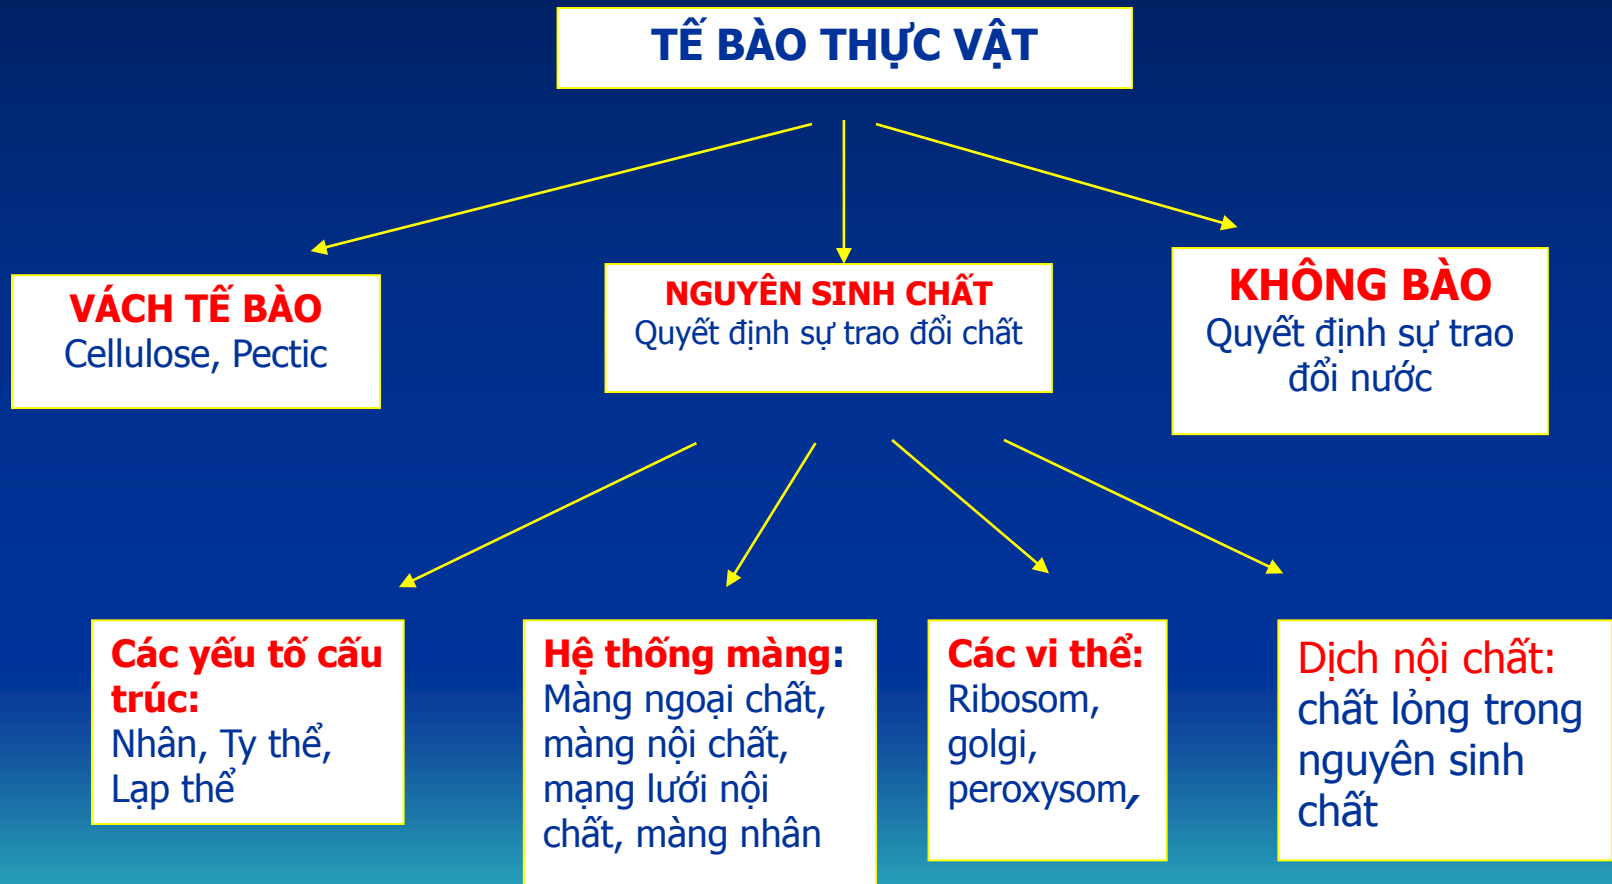 TẾ BÀO THỰC VẬT
VÁCH TẾ BÀO
Cellulose, Pectic
NGUYÊN SINH CHẤT
Quyết định sự trao đổi chất
KHÔNG BÀO
Quyết định sự trao
đổi nước
Các yếu tố cấu
trúc:
Nhân, Ty thể,
Lạp thể
Hệ thống màng:
Màng ngoại chất,
màng nội chất,
mạng lưới nội
chất, màng nhân
Các vi thể:
Ribosom,
golgi,
peroxysom,
Dịch nội chất:
chất lỏng trong
nguyên sinh
chất